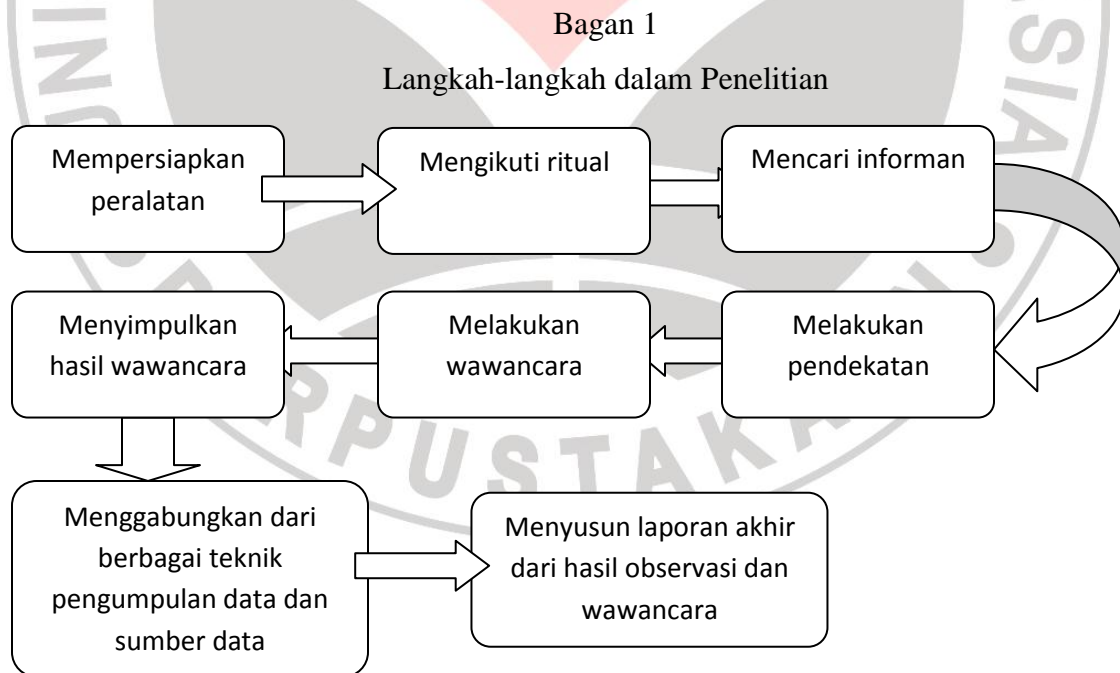 Bagan 1
Langkah-langkah dalam Penelitian
Mempersiapkan
peralatan
Mengikuti ritual
Mencari informan
Melakukan
pendekatan
Melakukan
wawancara
Menyimpulkan
hasil wawancara
Menggabungkan dari
berbagai teknik
pengumpulan data dan
sumber data
Menyusun laporan akhir
dari hasil observasi dan
wawancara